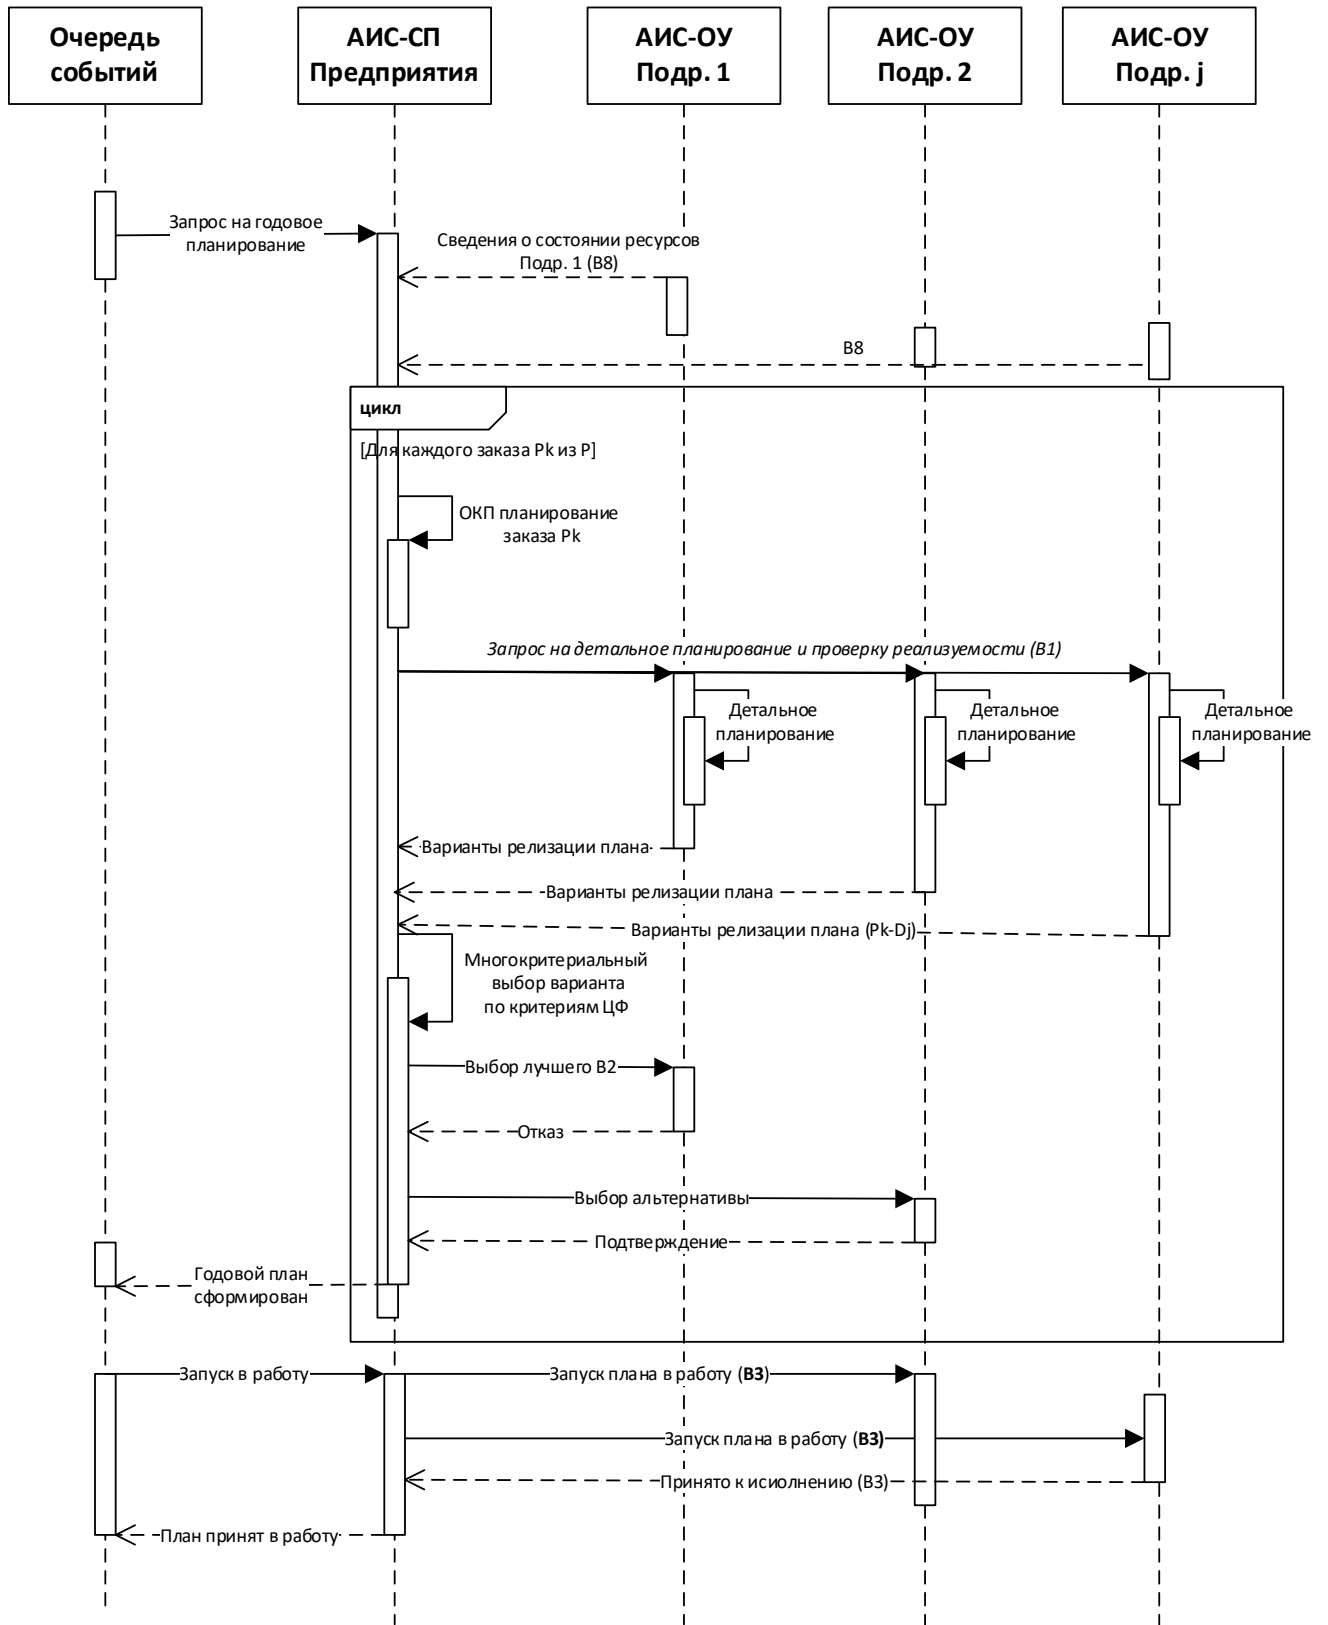 Очередь
событий
АИС-СП
Предприятия
АИС-ОУ
Подр. 1
АИС-ОУ
Подр. 2
АИС-ОУ
Подр. j
Запрос на годовое
планирование
Сведения о состоянии ресурсов
Подр. 1 (В8)
В8
цикл
[Для каждого заказа Pk из P]
ОКП планирование
заказа Pk
Запрос на детальное планирование и проверку реализуемости (В1)
Детальное
планирование
Детальное
планирование
Детальное
планирование
Варианты релизации плана
Варианты релизации плана
Варианты релизации плана (Pk-Dj)
Многокритериальный
выбор варианта
по критериям ЦФ
Выбор лучшего В2
Отказ
Выбор альтернативы
Подтверждение
Годовой план
сформирован
Запуск в работу
Запуск плана в работу (В3)
Запуск плана в работу (В3)
Принято к исиолнению (В3)
План принят в работу